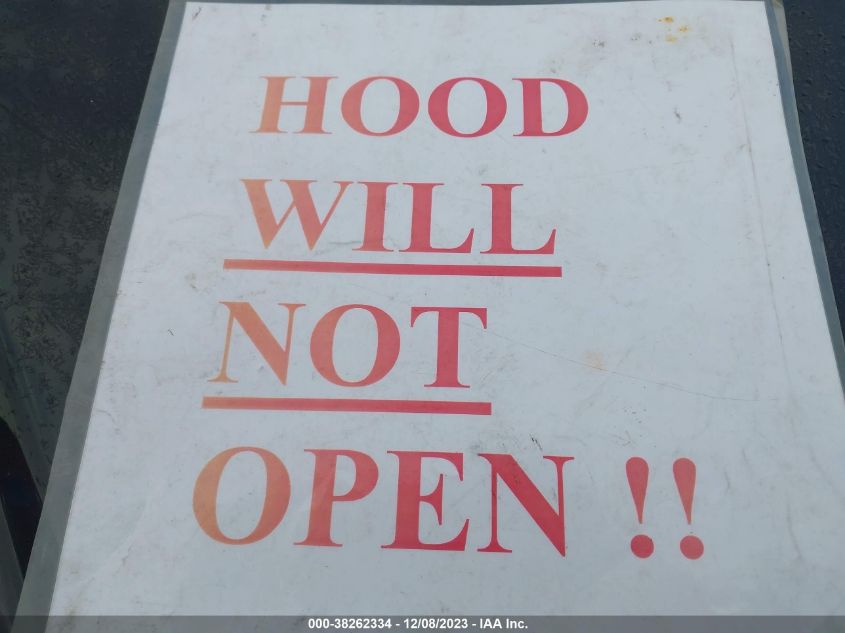 HOOD
WILL
NOT
OPEN !!
000-38262334 - 12/08/2023 - IAA Inc.